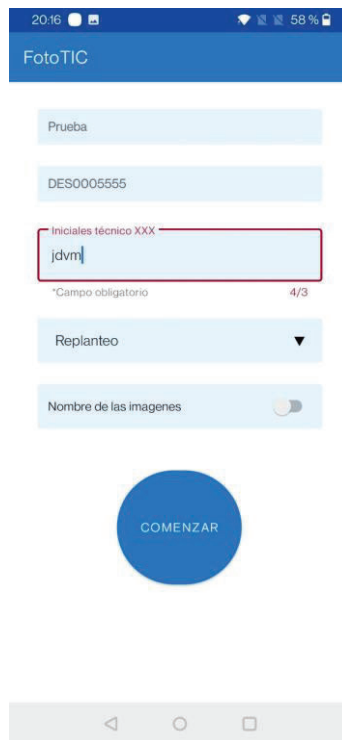 20:16 58 %
FotoTIC
Prueba
DES0005555
Iniciales técnico XXX
jdvm
*Campo obligatorio 4/3
Replanteo
Nombre de las imagenes
COMENZAR